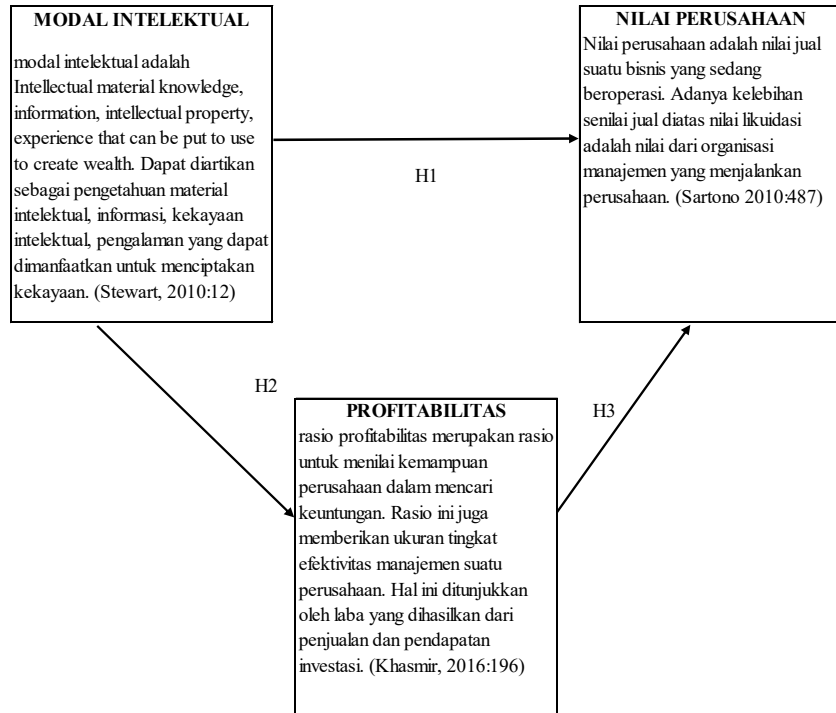 MODAL INTELEKTUAL
modal intelektual adalah
Intellectual material knowledge,
information, intellectual property,
experience that can be put to use
to create wealth. Dapat diartikan
sebagai pengetahuan material
intelektual, informasi, kekayaan
intelektual, pengalaman yang dapat
dimanfaatkan untuk menciptakan
kekayaan. (Stewart, 2010:12)
H1
NILAI PERUSAHAAN
Nilai perusahaan adalah nilai jual
suatu bisnis yang sedang
beroperasi. Adanya kelebihan
senilai jual diatas nilai likuidasi
adalah nilai dari organisasi
manajemen yang menjalankan
perusahaan. (Sartono 2010:487)
H2
PROFITABILITAS
rasio profitabilitas merupakan rasio
untuk menilai kemampuan
perusahaan dalam mencari
keuntungan. Rasio ini juga
memberikan ukuran tingkat
efektivitas manajemen suatu
perusahaan. Hal ini ditunjukkan
oleh laba yang dihasilkan dari
penjualan dan pendapatan
investasi. (Khasmir, 2016:196)
H3